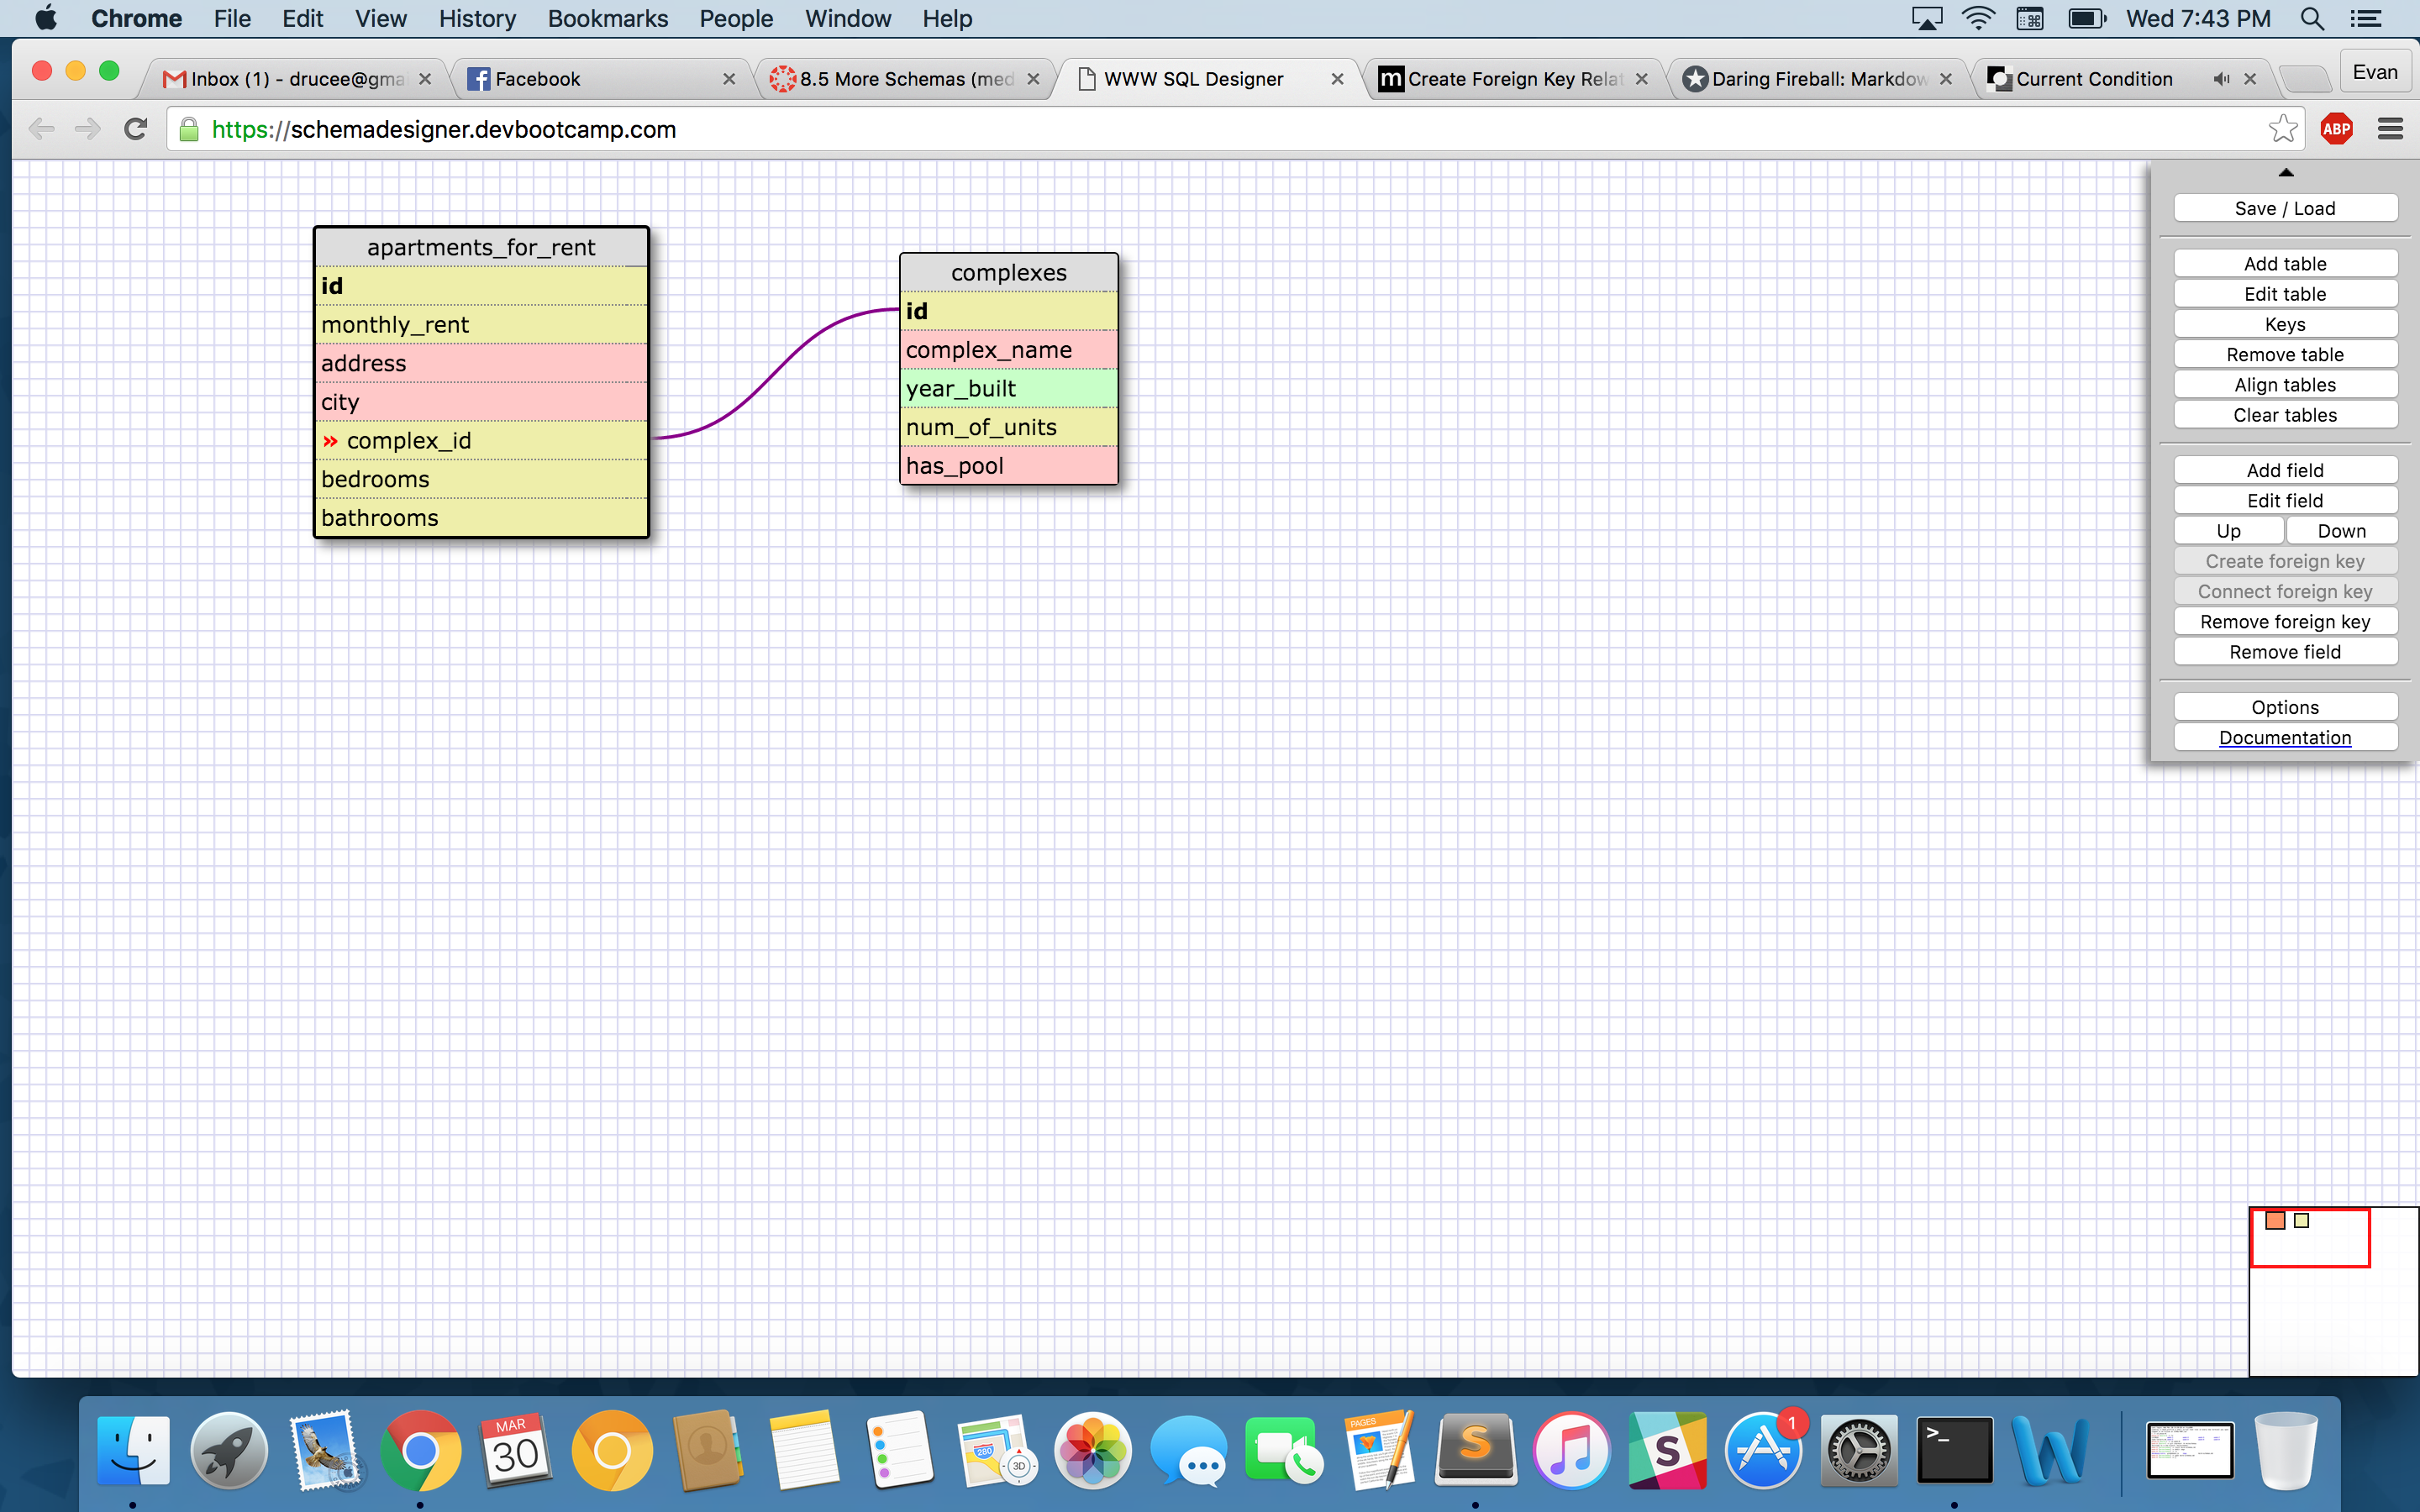 Chrome File Edit View History Bookmarks People Window Help Wed 7:43 PM
Inbox (1) - drucee@gma Facebook 8.5 More Schemas (med WWW SQL Designer Create Foreign Key Relat Daring Fireball: Markdow Current Condition Evan
https://schemadesigner.devbootcamp.com ABP
apartments_for_rent
id
monthly_rent
address
city
» complex_id
bedrooms
bathrooms
complexes
id
complex_name
year_built
num_of_units
has_pool
Save / Load
Add table
Edit table
Keys
Remove table
Align tables
Clear tables
Add field
Edit field
Up Down
Create foreign key
Connect foreign key
Remove foreign key
Remove field
Options
Documentation
MAR
30
280
3D
PAGES
S
S
1
>_
W